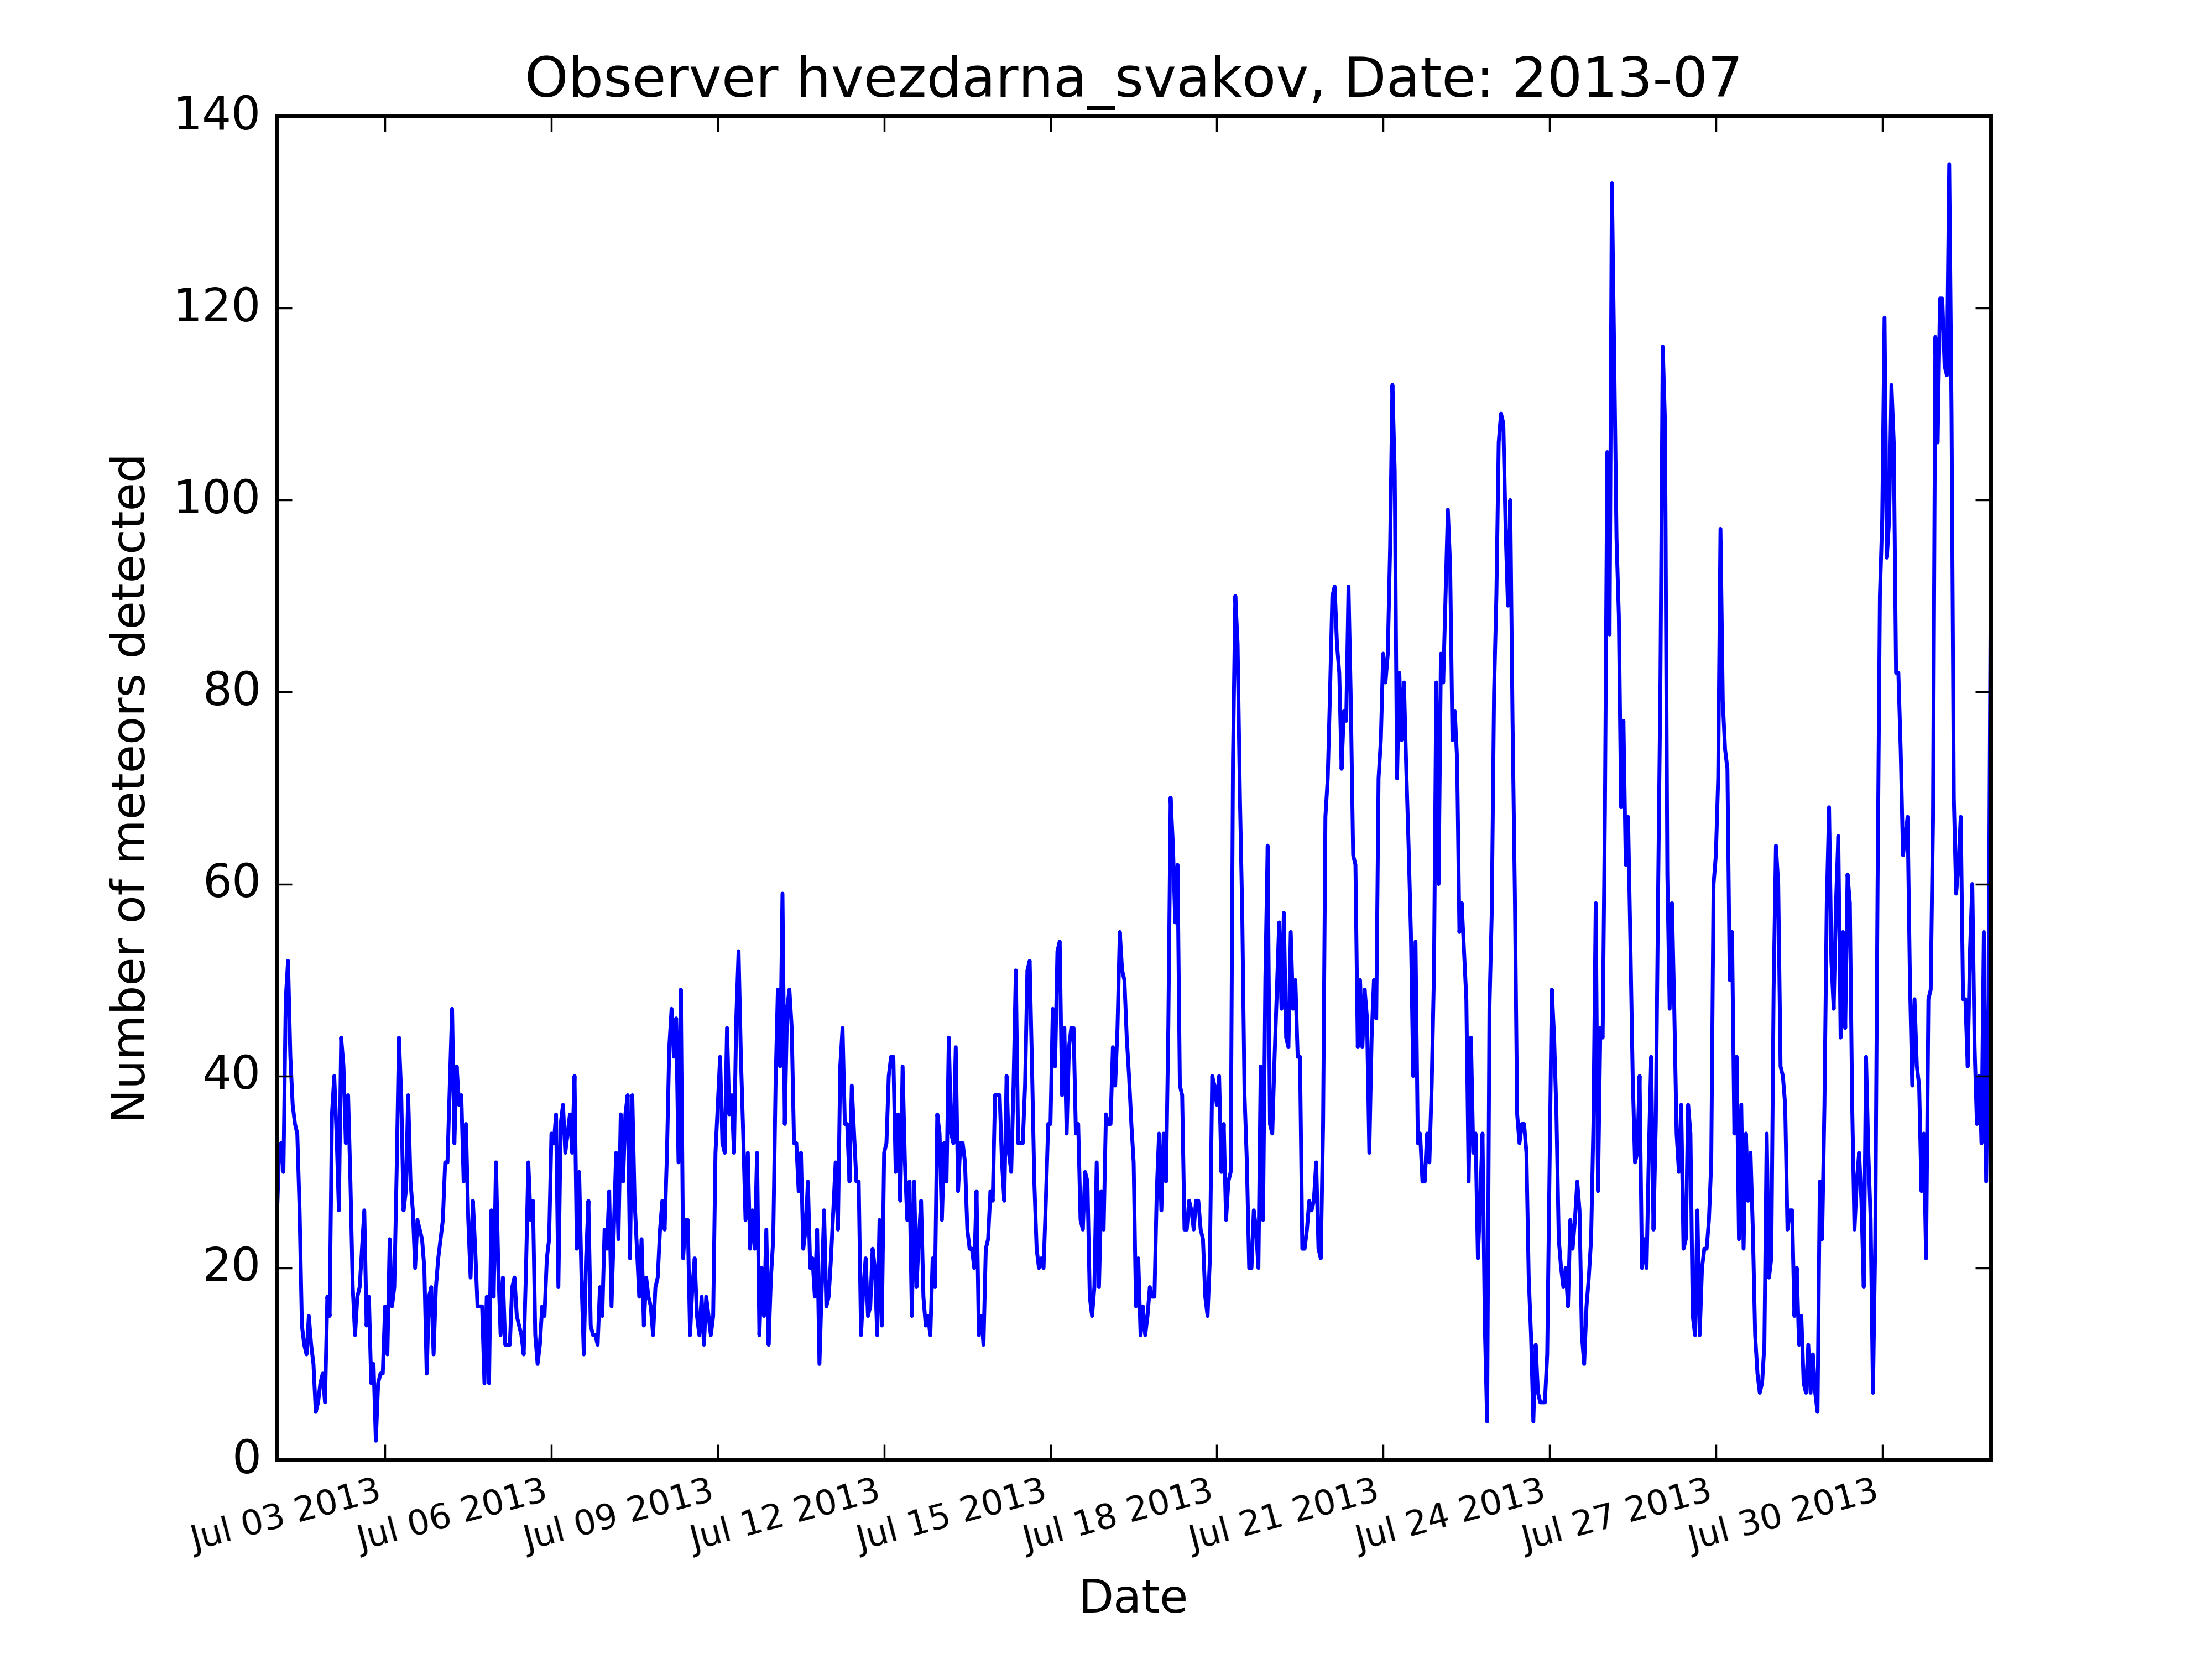 Observer hvezdarna_svakov, Date: 2013-07
140
120
100
80
60
40
20
0
Number of meteors detected
Jul 03 2013
Jul 06 2013
Jul 09 2013
Jul 12 2013
Jul 15 2013
Jul 18 2013
Jul 21 2013
Jul 24 2013
Jul 27 2013
Jul 30 2013
Date